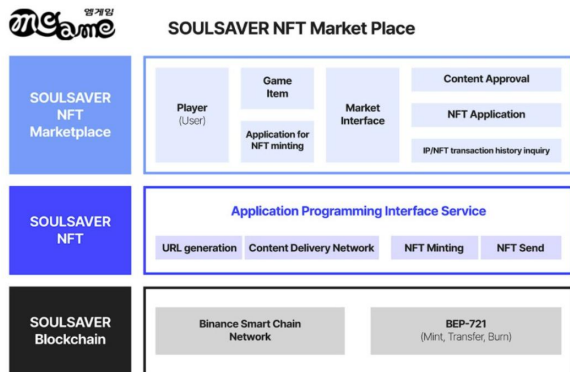 엠게임
mgame
SOULSAVER NFT Market Place
SOULSAVER
NFT
Marketplace
Player
(User)
Game
Item
Application for
NFT minting
Market
Interface
Content Approval
NFT Application
IP/NFT transaction history inquiry
SOULSAVER
NFT
Application Programming Interface Service
URL generation
Content Delivery Network
NFT Minting
NFT Send
SOULSAVER
Blockchain
Binance Smart Chain
Network
BEP-721
(Mint, Transfer, Burn)